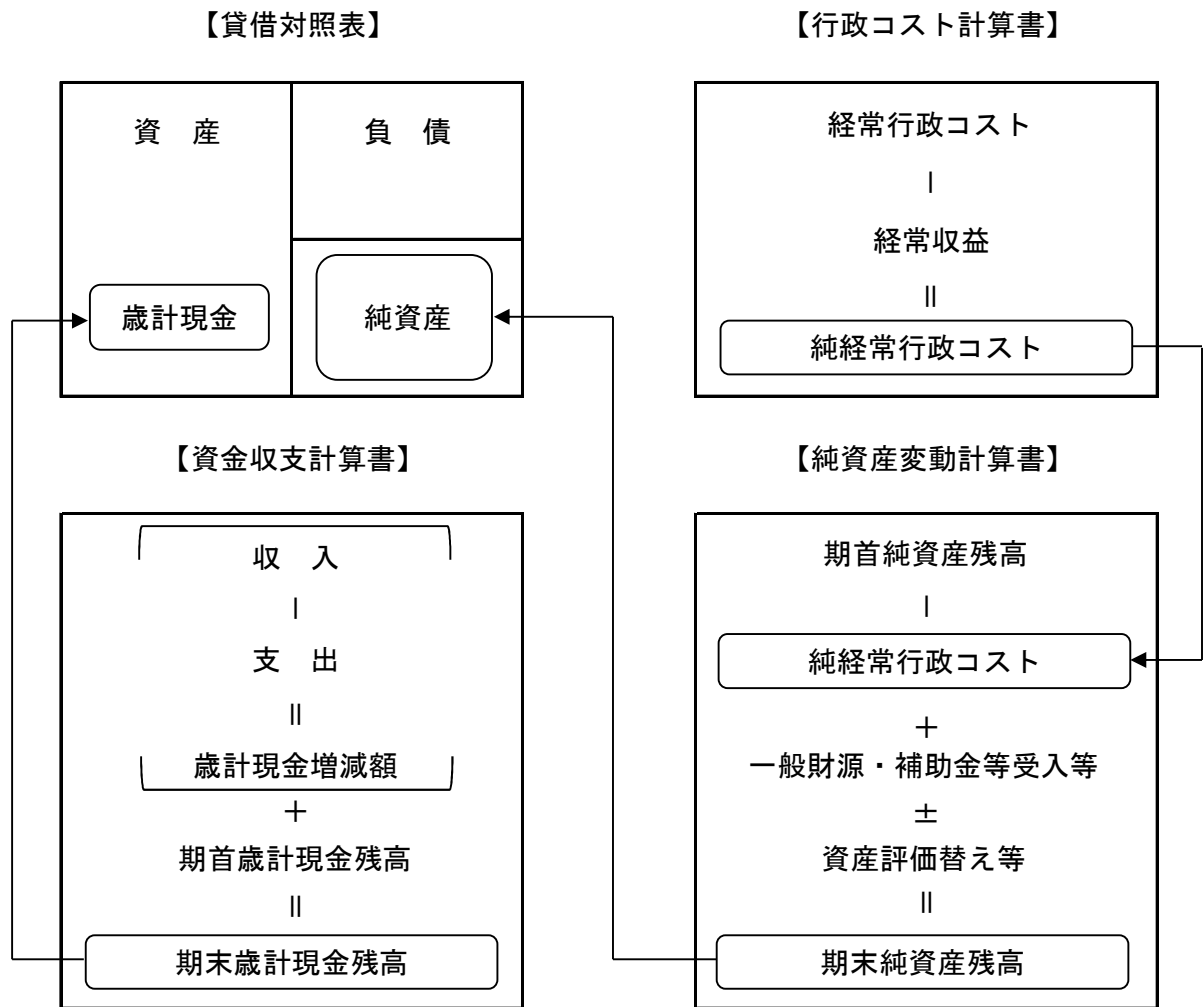 【貸借対照表】
資　産
負　債
歳計現金
純資産
【行政コスト計算書】
経常行政コスト
－
経常収益
＝
純経常行政コスト
【資金収支計算書】
収　入
－
支　出
＝
歳計現金増減額
＋
期首歳計現金残高
＝
期末歳計現金残高
【純資産変動計算書】
期首純資産残高
－
純経常行政コスト
＋
一般財源・補助金等受入等
±
資産評価替え等
＝
期末純資産残高